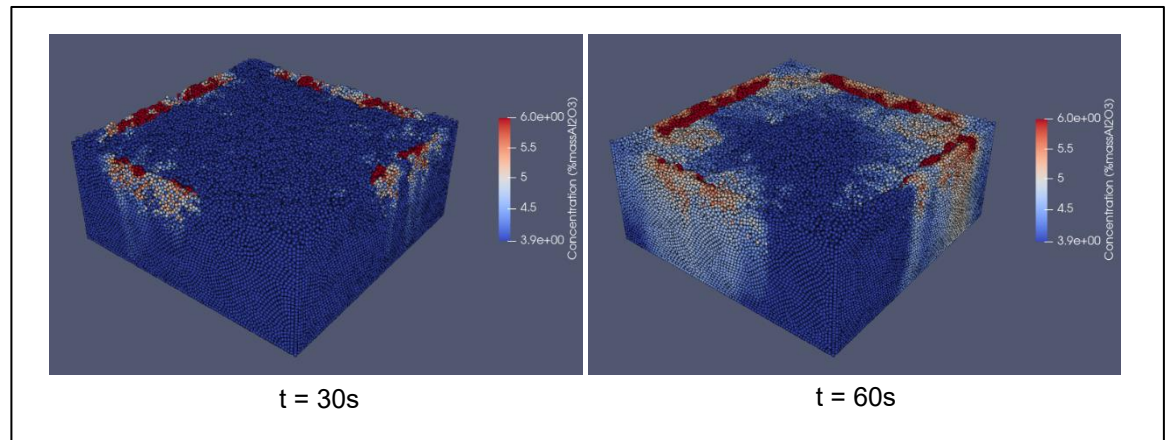 6.0e+00
5.5
5
4.5
3.9e+00
Concentration (%massAl2O3)
6.0e+00
5.5
5
4.5
3.9e+00
Concentration (%massAl2O3)
t = 30s
t = 60s